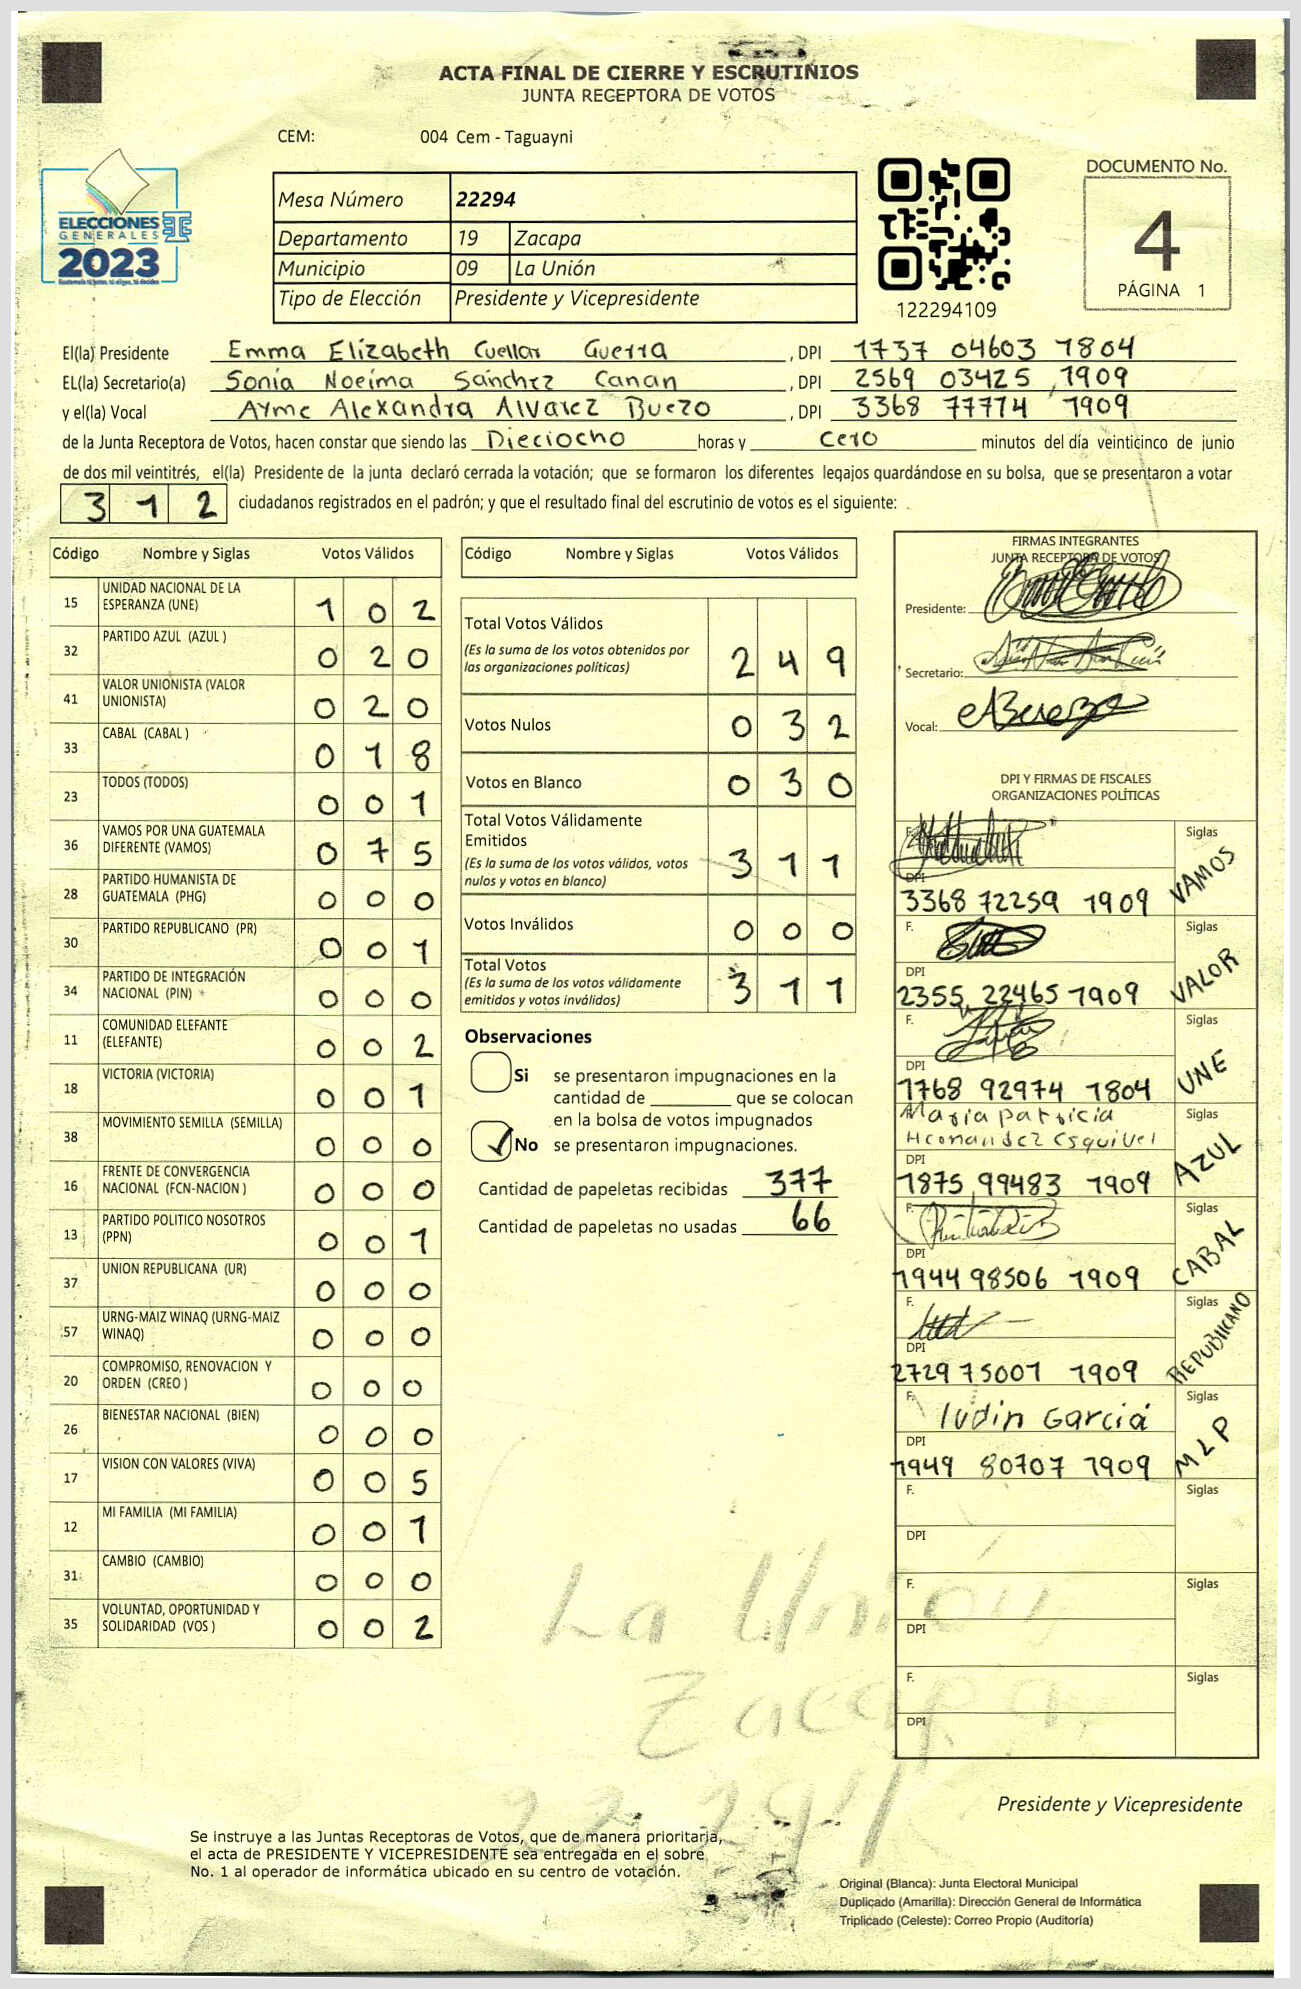 ACTA FINAL DE CIERRE Y ESCRUTINIOS
JUNTA RECEPTORA DE VOTOS
CEM: 004 Cem - Taguayni
ELECCIONES
GENERALES
2023
Mesa Número 22294
Departamento 19 Zacapa
Municipio 09 La Unión
Tipo de Elección Presidente y Vicepresidente
122294109
DOCUMENTO No.
4
PÁGINA 1
El(la) Presidente Emma Elizabeth Cuellar Guerra, DPI 1737 04603 1804
EL(la) Secretario(a) Sonia Noeima Sánchez Canan, DPI 2569 03425 1909
y el(la) Vocal Ayme Alexandra Alvarez Buezo, DPI 3368 77774 1909
de la Junta Receptora de Votos, hacen constar que siendo las Dieciocho horas y cero minutos del día veinticinco de junio
de dos mil veintitrés, el(la) Presidente de la junta declaró cerrada la votación; que se formaron los diferentes legajos quardándose en su bolsa, que se presentaron a votar
312 ciudadanos registrados en el padrón; y que el resultado final del escrutinio de votos es el siguiente:
Código Nombre y Siglas Votos Válidos
15 UNIDAD NACIONAL DE LA ESPERANZA (UNE) 1 0 2
32 PARTIDO AZUL (AZUL ) 0 2 0
41 VALOR UNIONISTA (VALOR UNIONISTA) 0 2 0
33 CABAL (CABAL ) 0 1 8
23 TODOS (TODOS) 0 0 1
36 VAMOS POR UNA GUATEMALA DIFERENTE (VAMOS) 0 7 5
28 PARTIDO HUMANISTA DE GUATEMALA (PHG) 0 0 0
30 PARTIDO REPUBLICANO (PR) 0 0 1
34 PARTIDO DE INTEGRACIÓN NACIONAL (PIN) 0 0 0
11 COMUNIDAD ELEFANTE (ELEFANTE) 0 0 2
18 VICTORIA (VICTORIA) 0 0 1
38 MOVIMIENTO SEMILLA (SEMILLA) 0 0 0
16 FRENTE DE CONVERGENCIA NACIONAL (FCN-NACION ) 0 0 0
13 PARTIDO POLITICO NOSOTROS (PPN) 0 0 1
37 UNION REPUBLICANA (UR) 0 0 0
57 URNG-MAIZ WINAQ (URNG-MAIZ WINAQ) 0 0 0
20 COMPROMISO, RENOVACION Y ORDEN (CREO ) 0 0 0
26 BIENESTAR NACIONAL (BIEN) 0 0 0
17 VISION CON VALORES (VIVA) 0 0 5
12 MI FAMILIA (MI FAMILIA) 0 0 1
31 CAMBIO (CAMBIO) 0 0 0
35 VOLUNTAD, OPORTUNIDAD Y SOLIDARIDAD (VOS ) 0 0 2
Código Nombre y Siglas Votos Válidos
Total Votos Válidos
(Es la suma de los votos obtenidos por
las organizaciones políticas) 2 4 9
Votos Nulos 0 3 2
Votos en Blanco 0 3 0
Total Votos Válidamente
Emitidos
(Es la suma de los votos válidos, votos
nulos y votos en blanco) 3 1 1
Votos Inválidos 0 0 0
Total Votos
(Es la suma de los votos válidamente
emitidos y votos inválidos) 3 1 1
Observaciones
Si se presentaron impugnaciones en la
cantidad de ________ que se colocan
en la bolsa de votos impugnados
No se presentaron impugnaciones.
Cantidad de papeletas recibidas 377
Cantidad de papeletas no usadas 66
FIRMAS INTEGRANTES
JUNTA RECEPTORA DE VOTOS
Presidente:
Secretario:
Vocal:
DPI Y FIRMAS DE FISCALES
ORGANIZACIONES POLÍTICAS
F. Siglas VAMOS
DPI
3368 72259 1909
F. Siglas VALOR
DPI
2355 22465 1909
F. Siglas UNE
DPI
1768 92974 1804
Maria Patricia
Hernandez Esquivel Siglas AZUL
DPI
1875 99483 1909
F. Siglas CABAL
DPI
1944 98506 1909
F. Siglas REPUBLICANO
DPI
2729 75007 1909
F. Iudin Garcia Siglas MLP
DPI
1949 80707 1909
F. Siglas
DPI
F. Siglas
DPI
F. Siglas
DPI
La Unión,
Zacapa
22,294
Presidente y Vicepresidente
Se instruye a las Juntas Receptoras de Votos, que de manera prioritaria,
el acta de PRESIDENTE Y VICEPRESIDENTE sea entregada en el sobre
No. 1 al operador de informática ubicado en su centro de votación.
Original (Blanca): Junta Electoral Municipal
Duplicado (Amarilla): Dirección General de Informática
Triplicado (Celeste): Correo Propio (Auditoría)